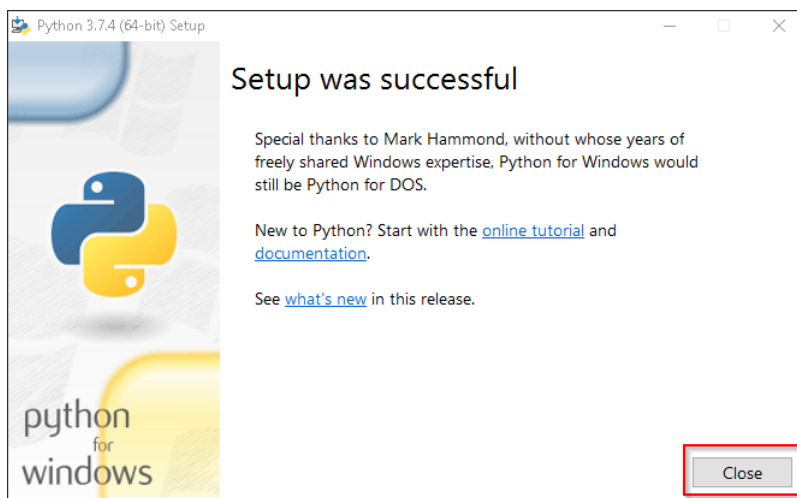 Python 3.7.4 (64-bit) Setup
Setup was successful
Special thanks to Mark Hammond, without whose years of
freely shared Windows expertise, Python for Windows would
still be Python for DOS.
New to Python? Start with the online tutorial and
documentation.
See what's new in this release.
python
for
windows
Close